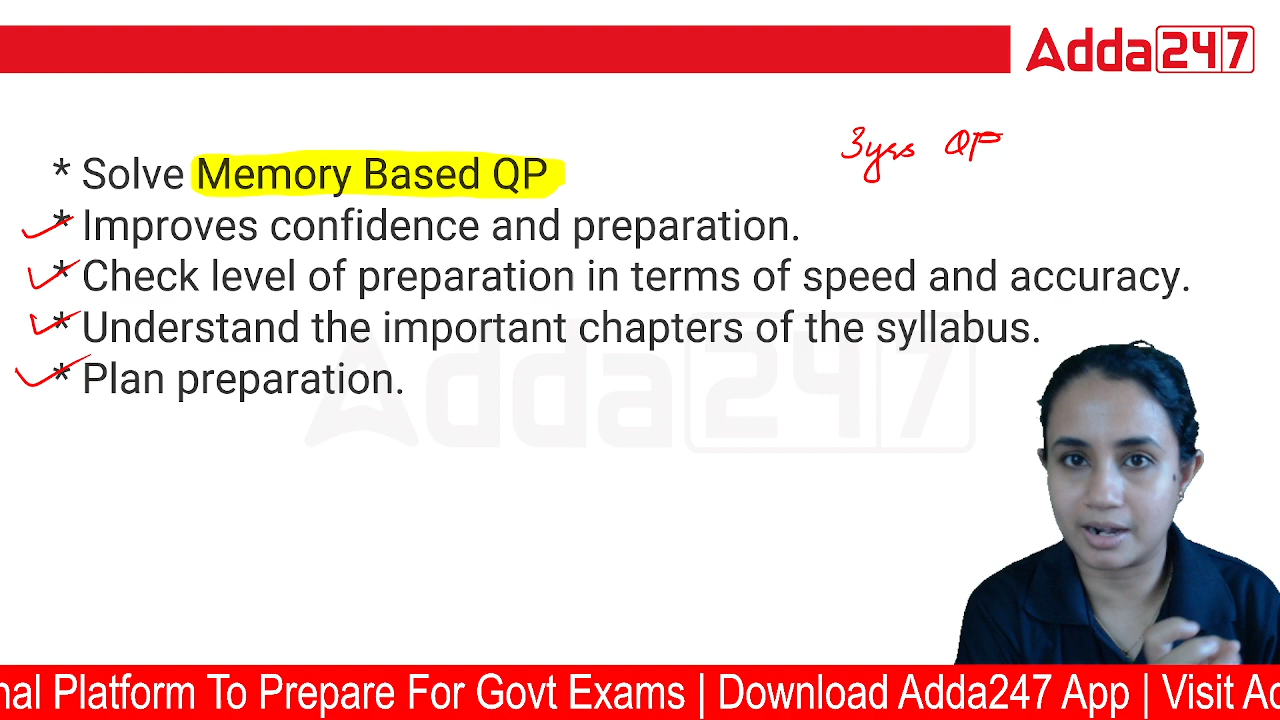 Adda247
3yrs QP
* Solve Memory Based QP
* Improves confidence and preparation.
* Check level of preparation in terms of speed and accuracy.
* Understand the important chapters of the syllabus.
* Plan preparation.
Adda247
nal Platform To Prepare For Govt Exams | Download Adda247 App | Visit Ad